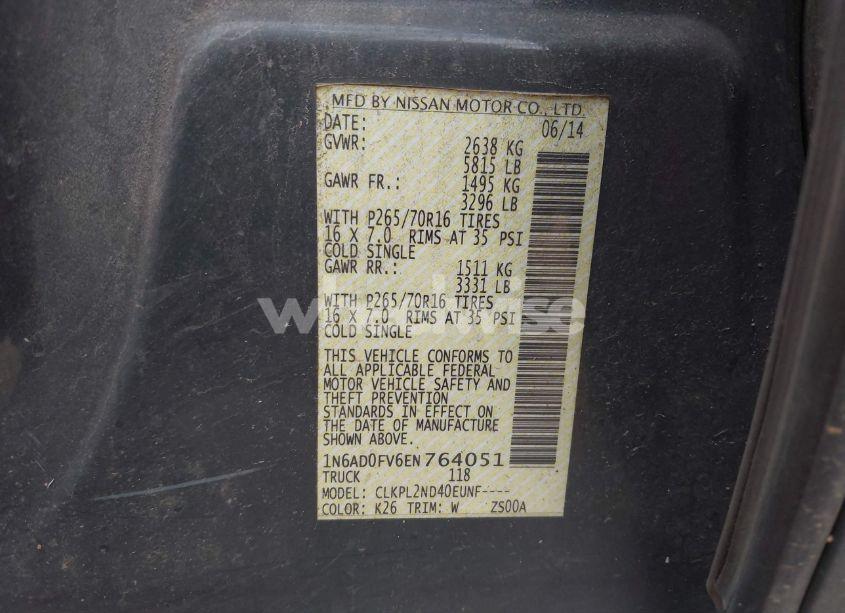 MFD BY NISSAN MOTOR CO., LTD.
DATE: 06/14
GVWR: 2638 KG
5815 LB
GAWR FR.: 1495 KG
3296 LB
WITH P265/70R16 TIRES
16 X 7.0 RIMS AT 35 PSI
COLD SINGLE
GAWR RR.: 1511 KG
3331 LB
WITH P265/70R16 TIRES
16 X 7.0 RIMS AT 35 PSI
COLD SINGLE
THIS VEHICLE CONFORMS TO
ALL APPLICABLE FEDERAL
MOTOR VEHICLE SAFETY AND
THEFT PREVENTION
STANDARDS IN EFFECT ON
THE DATE OF MANUFACTURE
SHOWN ABOVE.
1N6AD0FV6EN764051
TRUCK 118
MODEL: CLKPL2ND40EUNF----
COLOR: K26 TRIM: W ZS00A